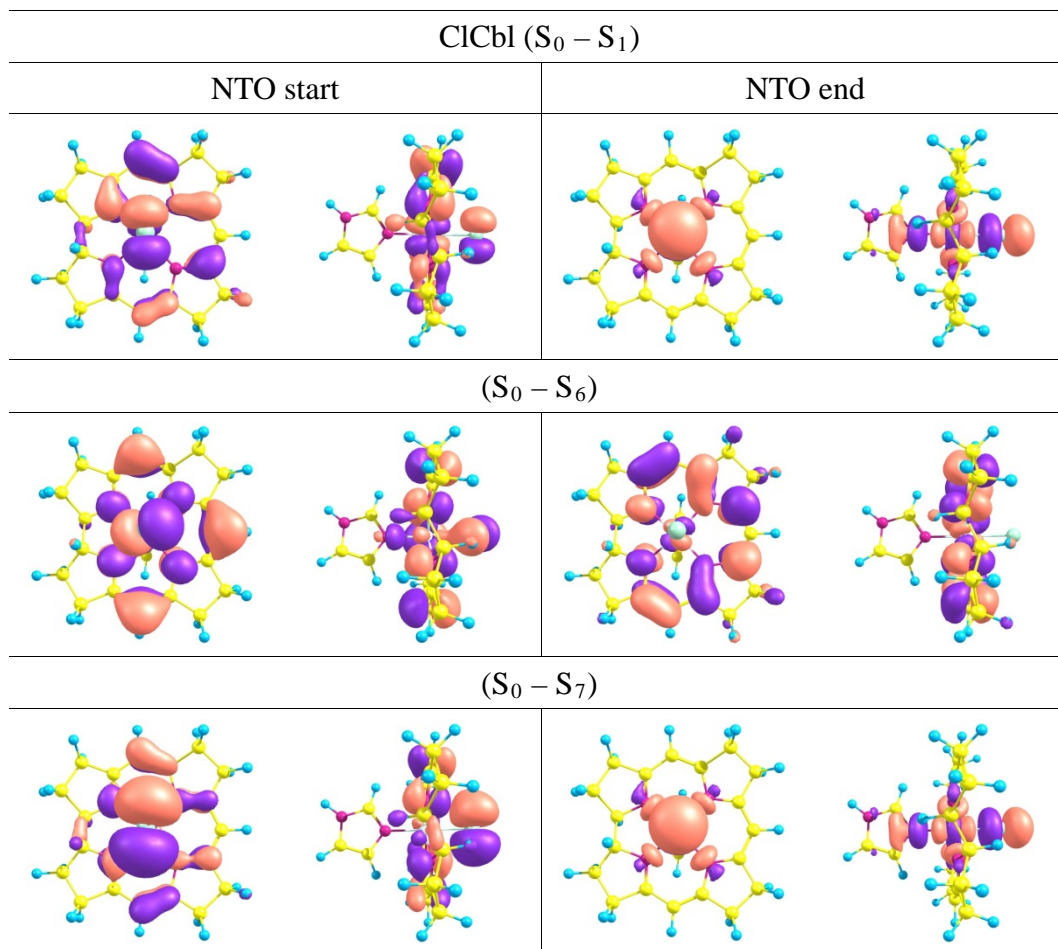 ClCbl (S₀ – S₁)
NTO start NTO end
(S₀ – S₆)
(S₀ – S₇)